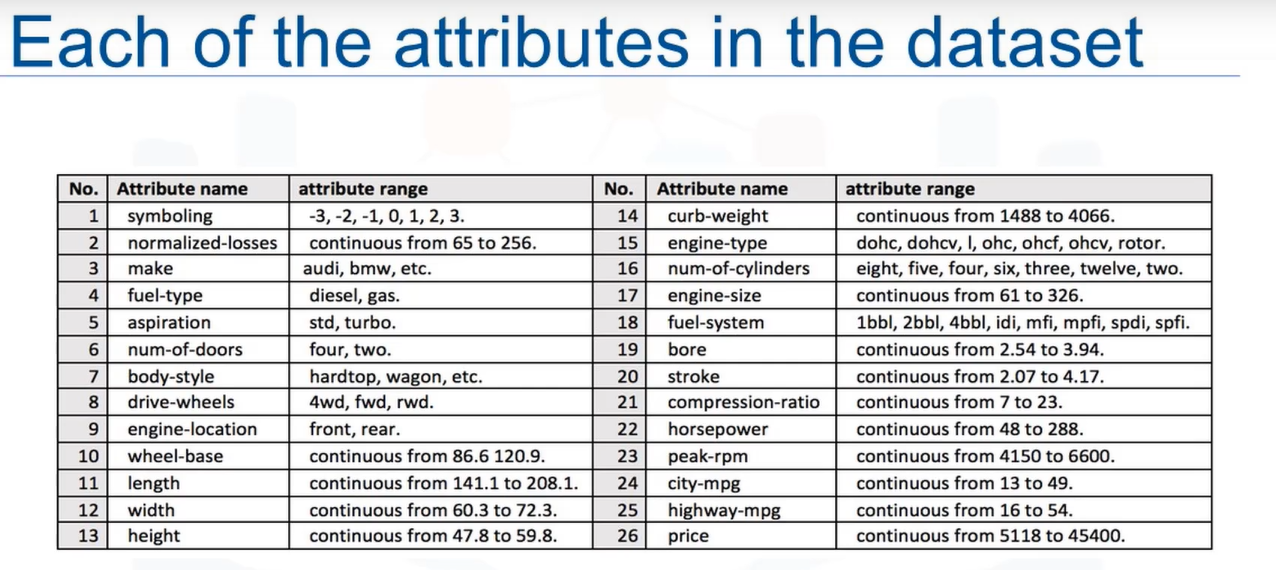 Each of the attributes in the dataset
No. Attribute name attribute range No. Attribute name attribute range
1 symboling -3, -2, -1, 0, 1, 2, 3. 14 curb-weight continuous from 1488 to 4066.
2 normalized-losses continuous from 65 to 256. 15 engine-type dohc, dohcv, l, ohc, ohcf, ohcv, rotor.
3 make audi, bmw, etc. 16 num-of-cylinders eight, five, four, six, three, twelve, two.
4 fuel-type diesel, gas. 17 engine-size continuous from 61 to 326.
5 aspiration std, turbo. 18 fuel-system 1bbl, 2bbl, 4bbl, idi, mfi, mpfi, spdi, spfi.
6 num-of-doors four, two. 19 bore continuous from 2.54 to 3.94.
7 body-style hardtop, wagon, etc. 20 stroke continuous from 2.07 to 4.17.
8 drive-wheels 4wd, fwd, rwd. 21 compression-ratio continuous from 7 to 23.
9 engine-location front, rear. 22 horsepower continuous from 48 to 288.
10 wheel-base continuous from 86.6 120.9. 23 peak-rpm continuous from 4150 to 6600.
11 length continuous from 141.1 to 208.1. 24 city-mpg continuous from 13 to 49.
12 width continuous from 60.3 to 72.3. 25 highway-mpg continuous from 16 to 54.
13 height continuous from 47.8 to 59.8. 26 price continuous from 5118 to 45400.